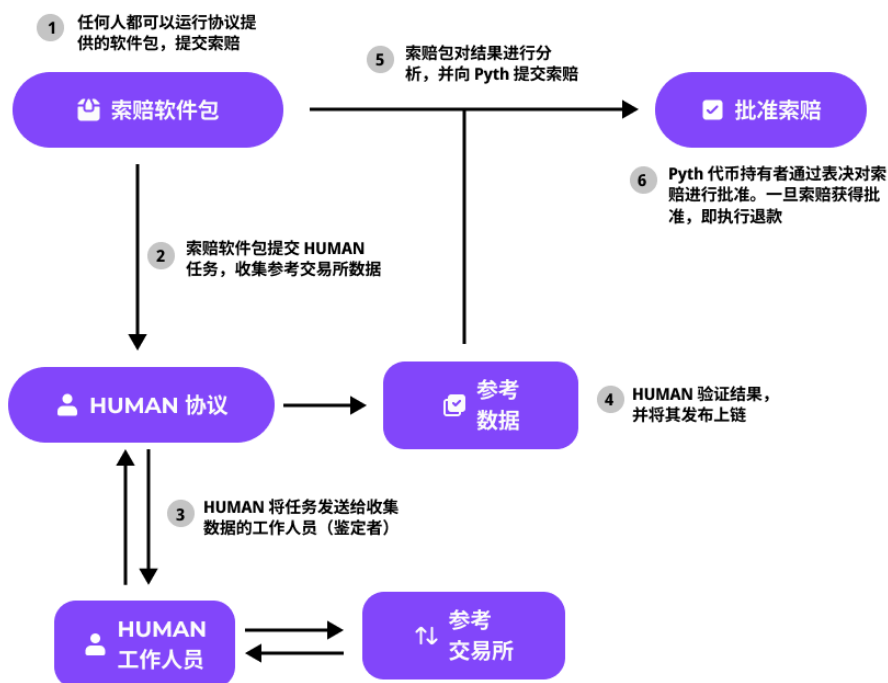 1
任何人都可以运行协议提
供的软件包，提交索赔
5
索赔包对结果进行分
析，并向 Pyth 提交索赔
索赔软件包
批准索赔
6
Pyth 代币持有者通过表决对索
赔进行批准。一旦索赔获得批
准，即执行退款
2
索赔软件包提交 HUMAN
任务，收集参考交易所数据
HUMAN 协议
参考
数据
4
HUMAN 验证结果，
并将其发布上链
3
HUMAN 将任务发送给收集
数据的工作人员（鉴定者）
HUMAN
工作人员
参考
交易所